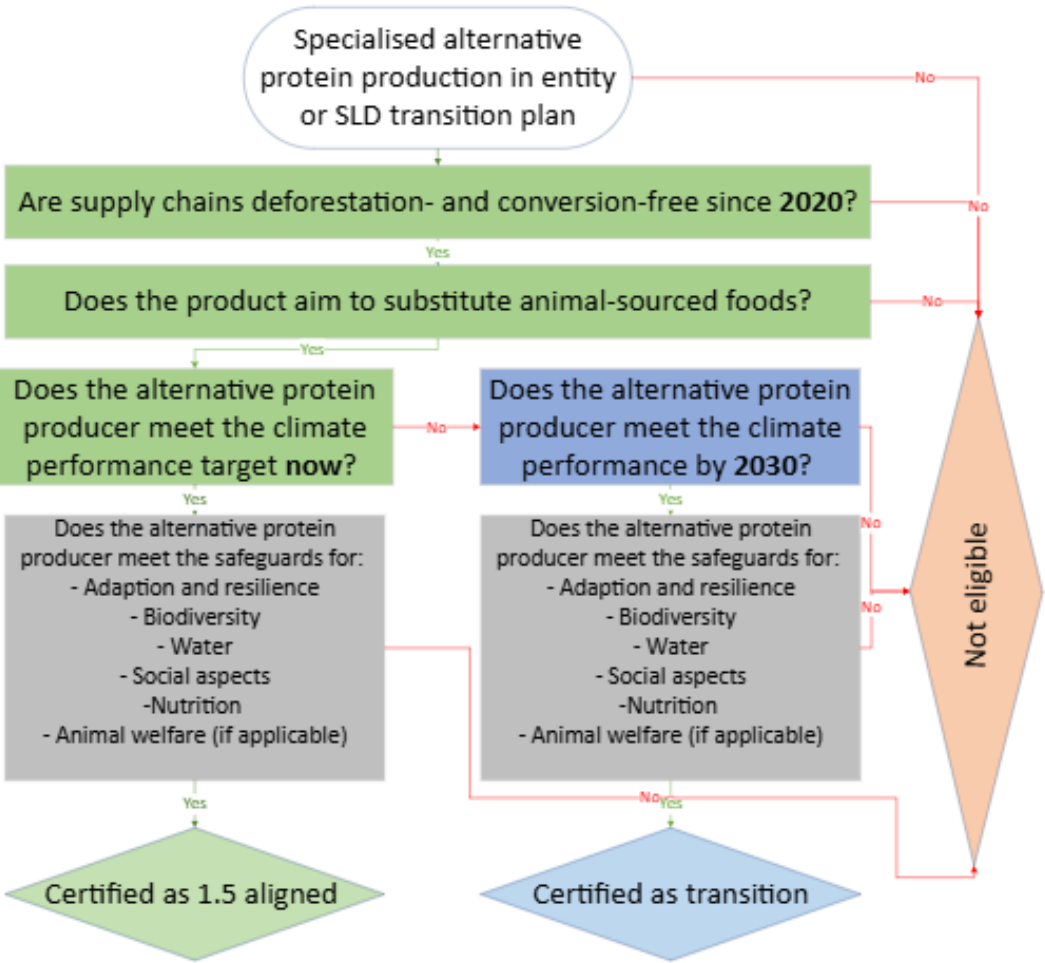 Specialised alternative
protein production in entity
or SLD transition plan
No
Are supply chains deforestation- and conversion-free since 2020?
No
Yes
Does the product aim to substitute animal-sourced foods?
No
Yes
Does the alternative protein
producer meet the climate
performance target now?
No
Does the alternative protein
producer meet the climate
performance by 2030?
Yes
Yes
No
Does the alternative protein
producer meet the safeguards for:
- Adaption and resilience
- Biodiversity
- Water
- Social aspects
-Nutrition
- Animal welfare (if applicable)
Does the alternative protein
producer meet the safeguards for:
- Adaption and resilience
- Biodiversity
- Water
- Social aspects
-Nutrition
- Animal welfare (if applicable)
No
Not eligible
Yes
No
Yes
Certified as 1.5 aligned
Certified as transition